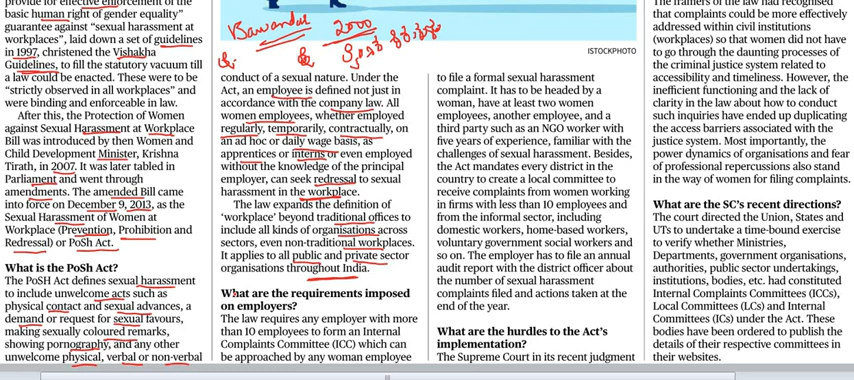 provide for effective enforcement of the
basic human right of gender equality”
guarantee against “sexual harassment at
workplaces”, laid down a set of guidelines
in 1997, christened the Vishakha
Guidelines, to fill the statutory vacuum till
a law could be enacted. These were to be
“strictly observed in all workplaces” and
were binding and enforceable in law.
After this, the Protection of Women
against Sexual Harassment at Workplace
Bill was introduced by then Women and
Child Development Minister, Krishna
Tirath, in 2007. It was later tabled in
Parliament and went through
amendments. The amended Bill came
into force on December 9, 2013, as the
Sexual Harassment of Women at
Workplace (Prevention, Prohibition and
Redressal) or PoSh Act.
What is the PoSh Act?
The PoSH Act defines sexual harassment
to include unwelcome acts such as
physical contact and sexual advances, a
demand or request for sexual favours,
making sexually coloured remarks,
showing pornography, and any other
unwelcome physical, verbal or non-verbal
Bawandar 2000
ISTOCKPHOTO
conduct of a sexual nature. Under the
Act, an employee is defined not just in
accordance with the company law. All
women employees, whether employed
regularly, temporarily, contractually, on
an ad hoc or daily wage basis, as
apprentices or interns or even employed
without the knowledge of the principal
employer, can seek redressal to sexual
harassment in the workplace.
The law expands the definition of
‘workplace’ beyond traditional offices to
include all kinds of organisations across
sectors, even non-traditional workplaces.
It applies to all public and private sector
organisations throughout India.
What are the requirements imposed
on employers?
The law requires any employer with more
than 10 employees to form an Internal
Complaints Committee (ICC) which can
be approached by any woman employee
to file a formal sexual harassment
complaint. It has to be headed by a
woman, have at least two women
employees, another employee, and a
third party such as an NGO worker with
five years of experience, familiar with the
challenges of sexual harassment. Besides,
the Act mandates every district in the
country to create a local committee to
receive complaints from women working
in firms with less than 10 employees and
from the informal sector, including
domestic workers, home-based workers,
voluntary government social workers and
so on. The employer has to file an annual
audit report with the district officer about
the number of sexual harassment
complaints filed and actions taken at the
end of the year.
What are the hurdles to the Act’s
implementation?
The Supreme Court in its recent judgment
The framers of the law had recognised
that complaints could be more effectively
addressed within civil institutions
(workplaces) so that women did not have
to go through the daunting processes of
the criminal justice system related to
accessibility and timeliness. However, the
inefficient functioning and the lack of
clarity in the law about how to conduct
such inquiries have ended up duplicating
the access barriers associated with the
justice system. Most importantly, the
power dynamics of organisations and fear
of professional repercussions also stand
in the way of women for filing complaints.
What are the SC’s recent directions?
The court directed the Union, States and
UTs to undertake a time-bound exercise
to verify whether Ministries,
Departments, government organisations,
authorities, public sector undertakings,
institutions, bodies, etc. had constituted
Internal Complaints Committees (ICCs),
Local Committees (LCs) and Internal
Committees (ICs) under the Act. These
bodies have been ordered to publish the
details of their respective committees in
their websites.